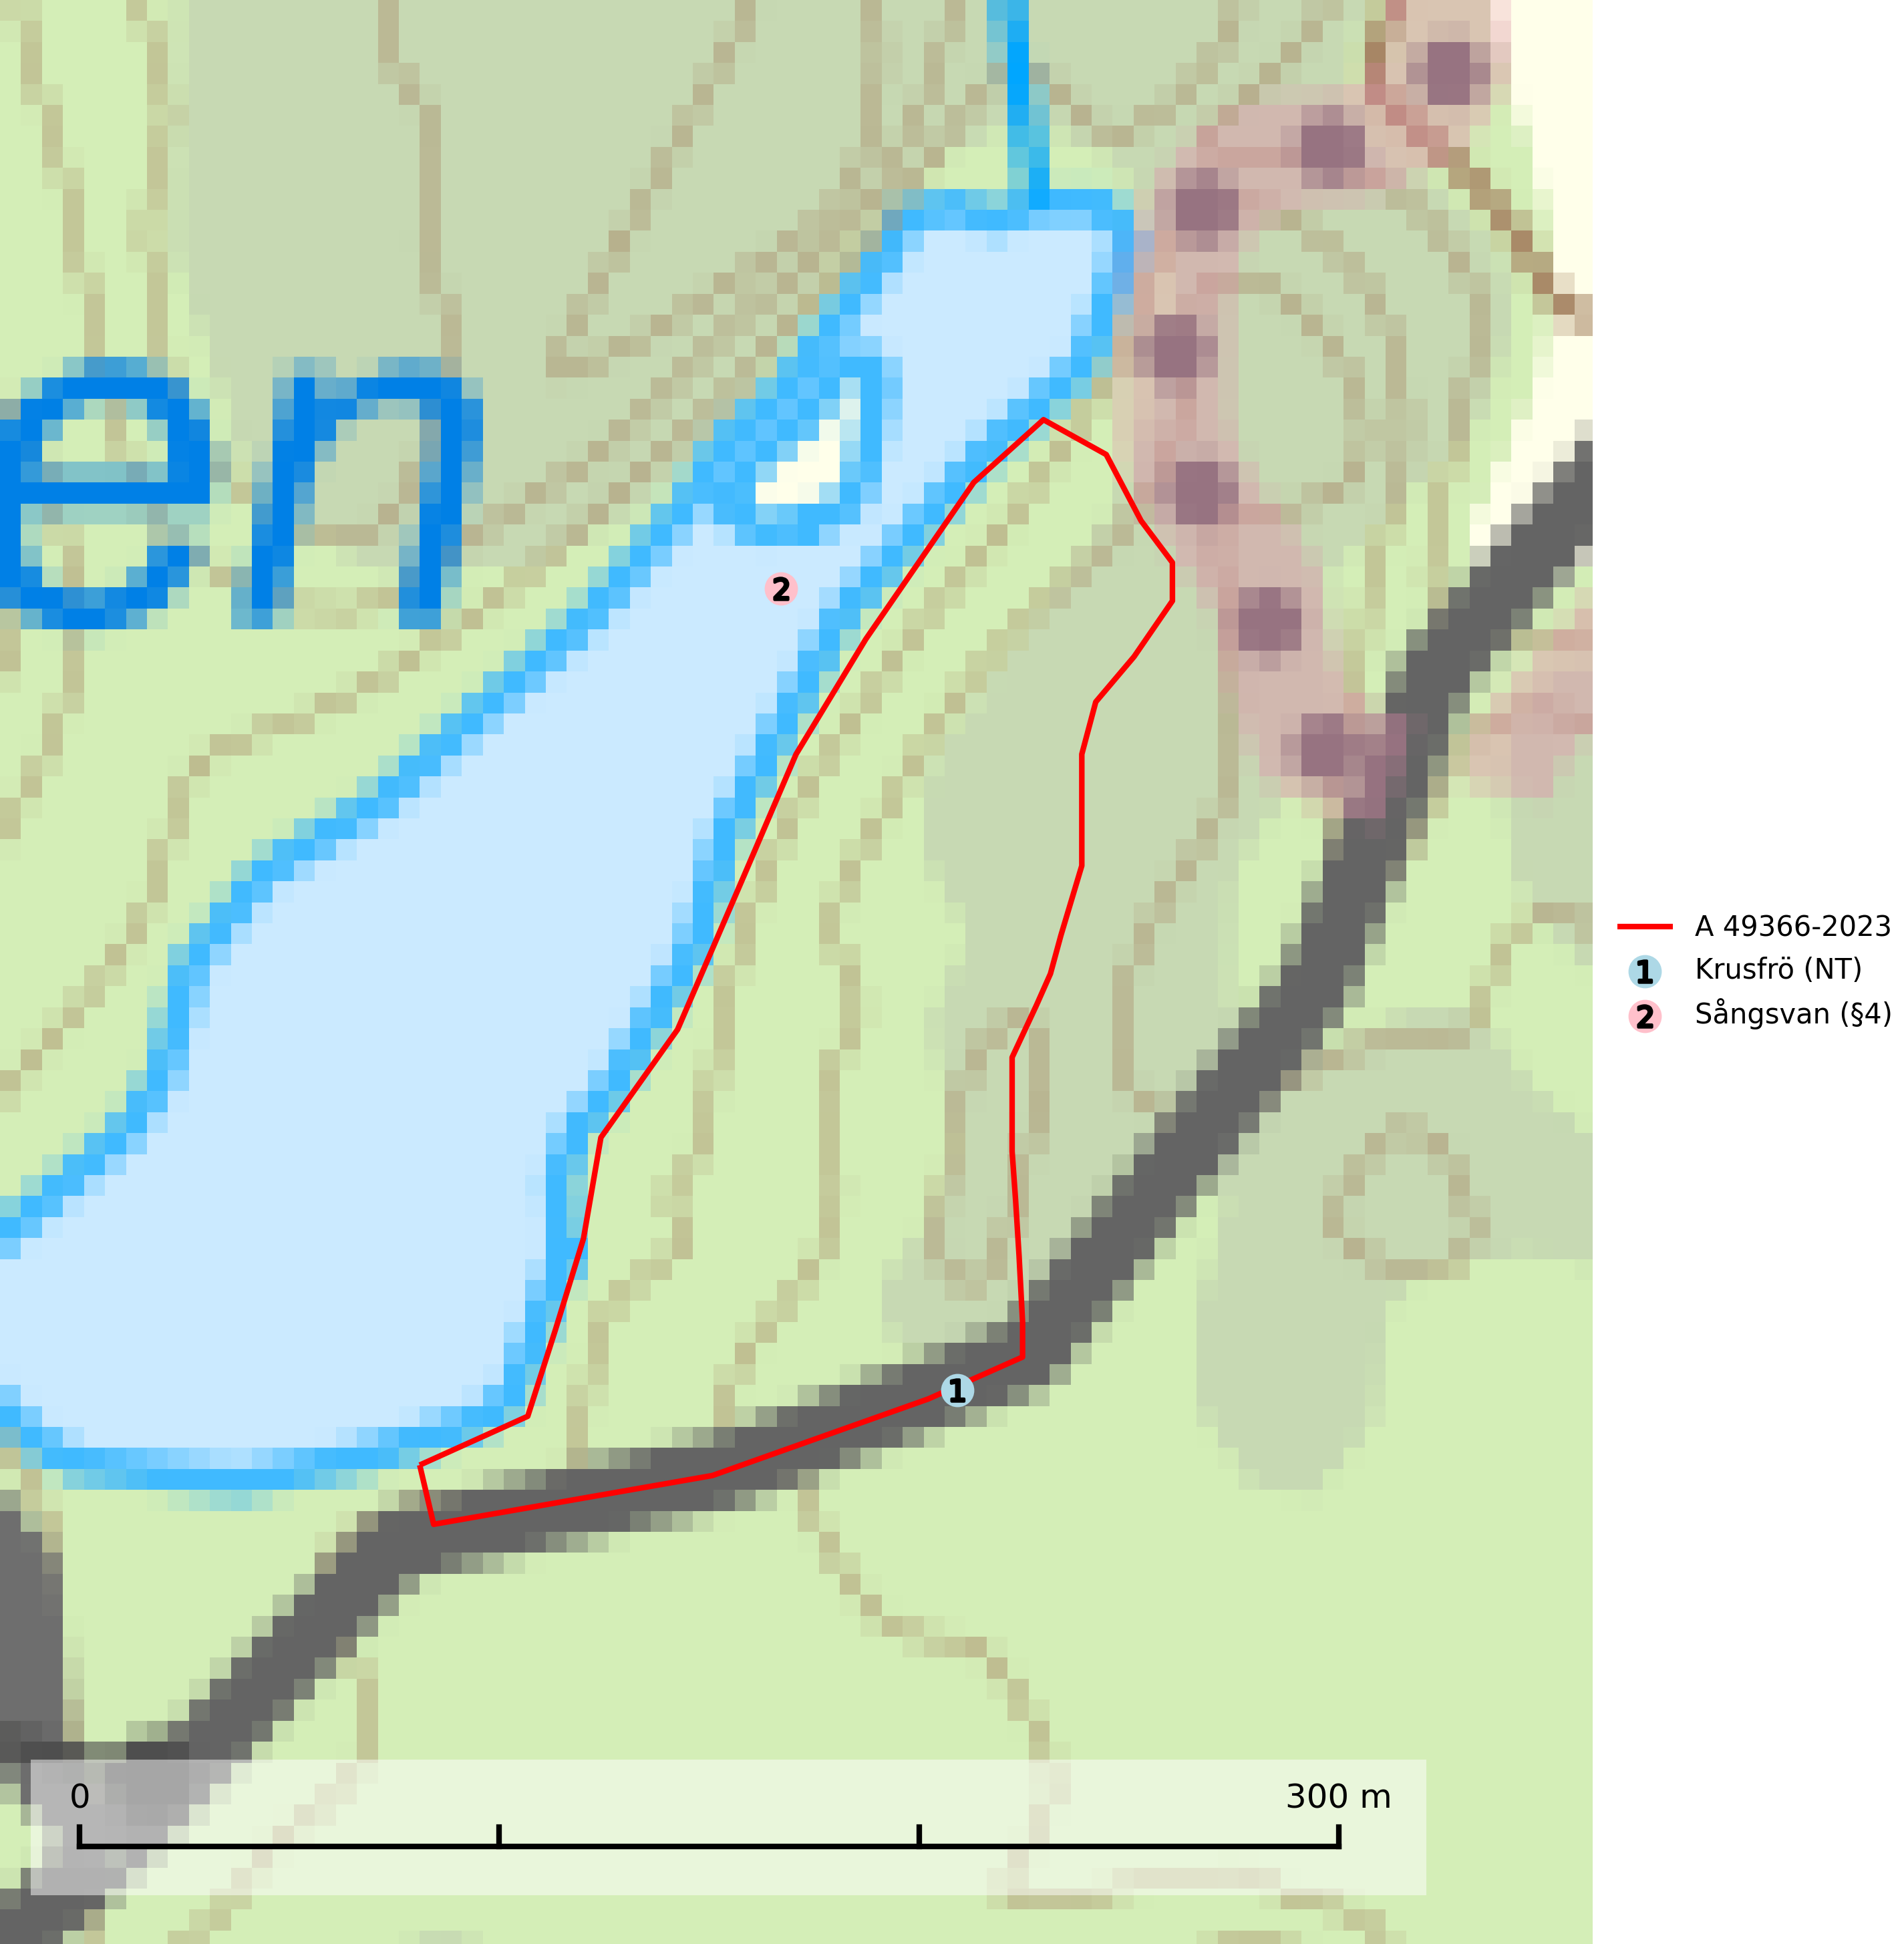 en
2
A 49366-2023
1 Krusfrö (NT)
2 Sångsvan (§4)
1
0 300 m